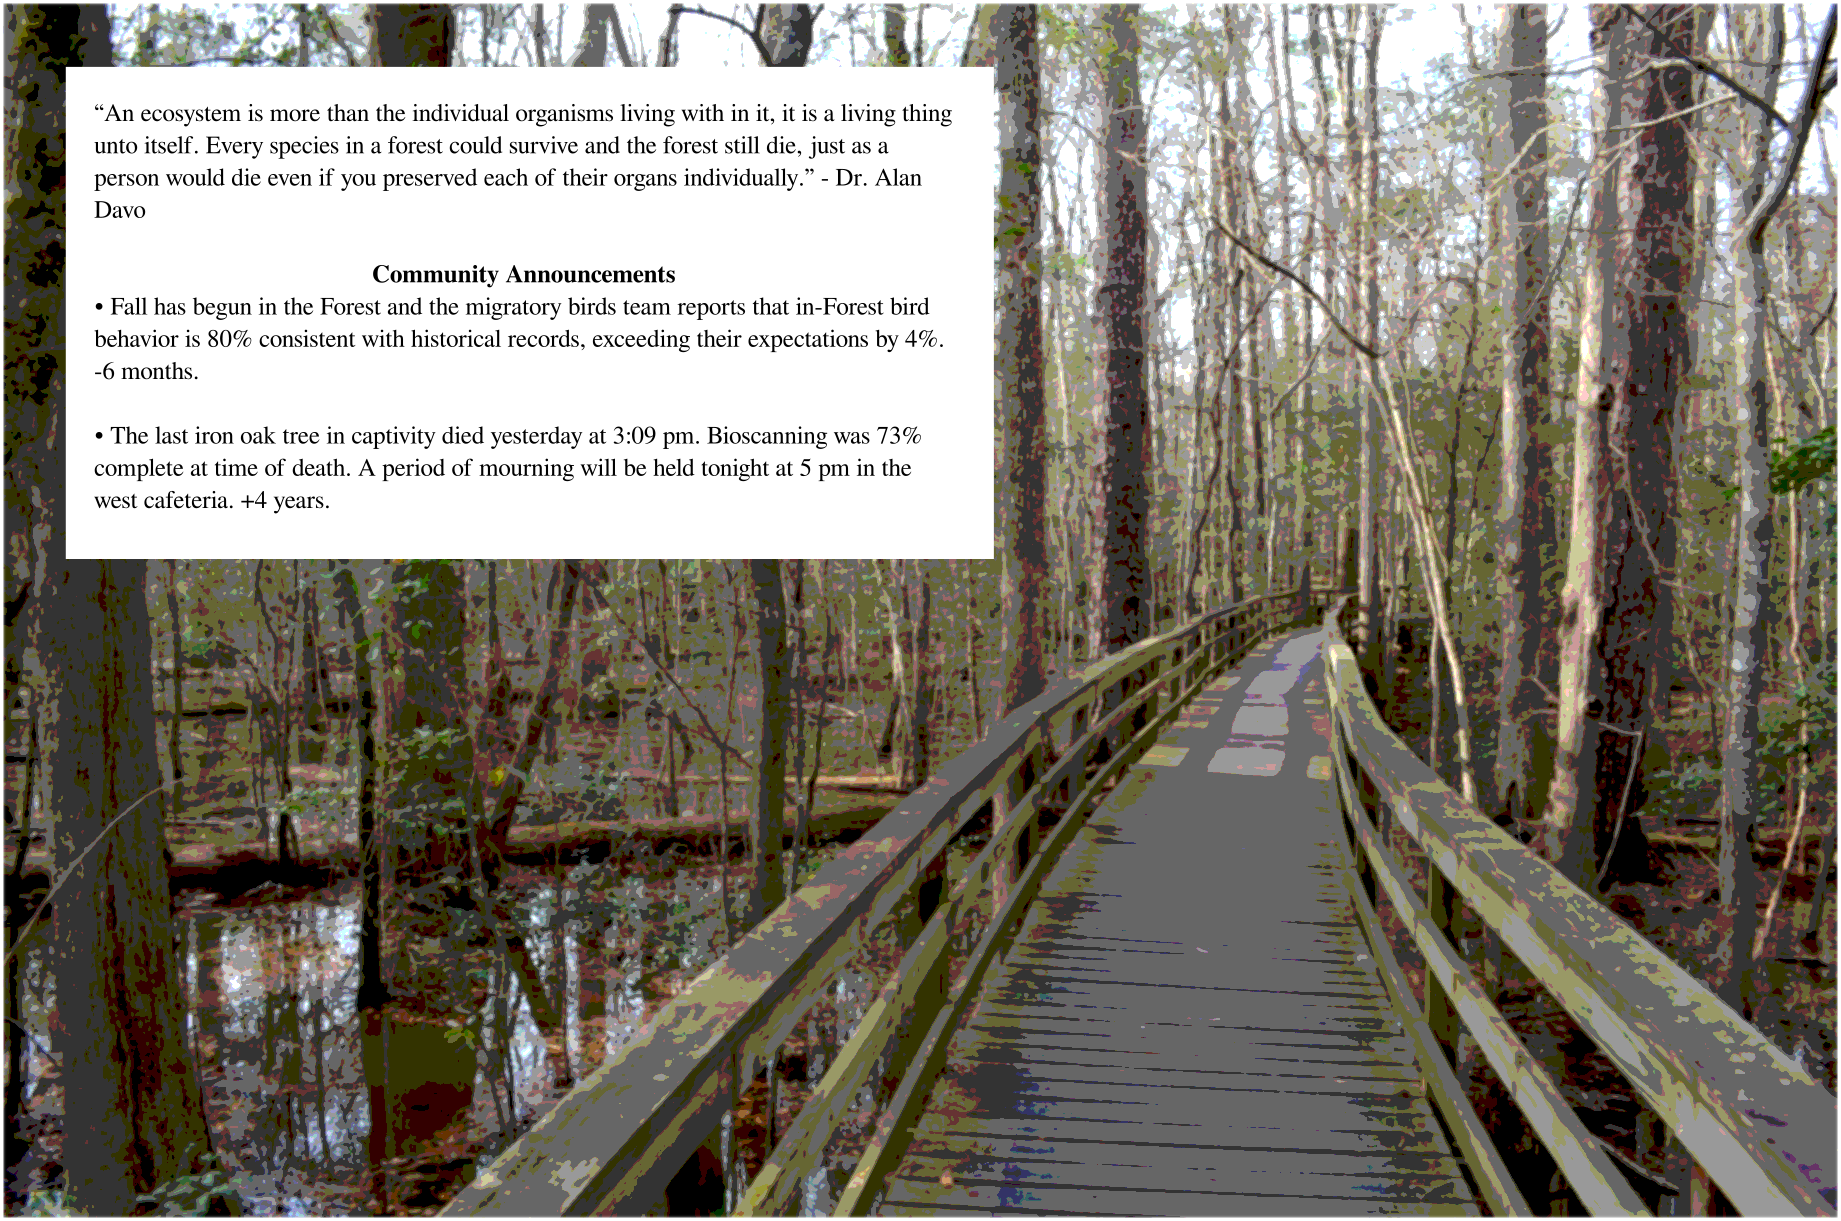 “An ecosystem is more than the individual organisms living with in it, it is a living thing
unto itself. Every species in a forest could survive and the forest still die, just as a
person would die even if you preserved each of their organs individually.” - Dr. Alan
Davo
Community Announcements
• Fall has begun in the Forest and the migratory birds team reports that in-Forest bird
behavior is 80% consistent with historical records, exceeding their expectations by 4%.
-6 months.
• The last iron oak tree in captivity died yesterday at 3:09 pm. Bioscanning was 73%
complete at time of death. A period of mourning will be held tonight at 5 pm in the
west cafeteria. +4 years.